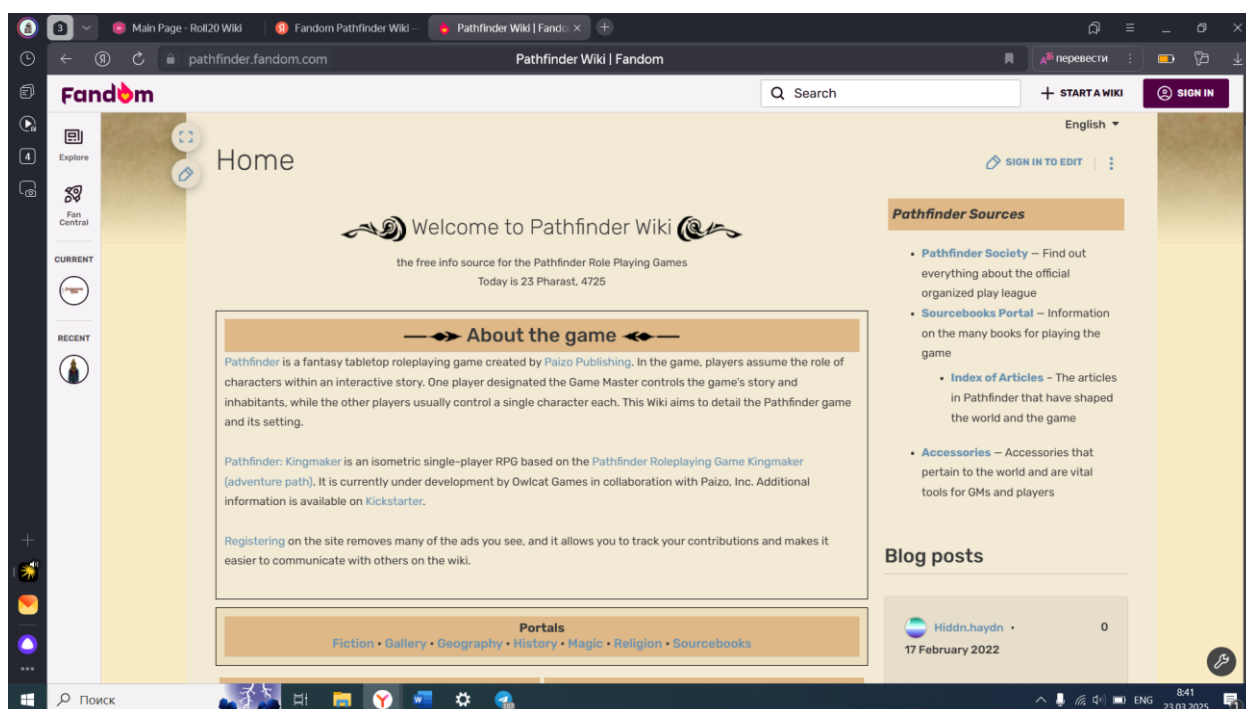 3
Main Page - Roll20 Wiki
Fandom Pathfinder Wiki —
Pathfinder Wiki | Fando
pathfinder.fandom.com
Pathfinder Wiki | Fandom
перевести
Fandom
Search
START A WIKI
SIGN IN
4
Explore
Fan
Central
CURRENT
RECENT
English
Home
SIGN IN TO EDIT
Welcome to Pathfinder Wiki
the free info source for the Pathfinder Role Playing Games
Today is 23 Pharast, 4725
About the game
Pathfinder is a fantasy tabletop roleplaying game created by Paizo Publishing. In the game, players assume the role of
characters within an interactive story. One player designated the Game Master controls the game's story and
inhabitants, while the other players usually control a single character each. This Wiki aims to detail the Pathfinder game
and its setting.
Pathfinder: Kingmaker is an isometric single-player RPG based on the Pathfinder Roleplaying Game Kingmaker
(adventure path). It is currently under development by Owlcat Games in collaboration with Paizo, Inc. Additional
information is available on Kickstarter.
Registering on the site removes many of the ads you see, and it allows you to track your contributions and makes it
easier to communicate with others on the wiki.
Portals
Fiction • Gallery • Geography • History • Magic • Religion • Sourcebooks
Pathfinder Sources
• Pathfinder Society – Find out
everything about the official
organized play league
• Sourcebooks Portal – Information
on the many books for playing the
game
• Index of Articles – The articles
in Pathfinder that have shaped
the world and the game
• Accessories – Accessories that
pertain to the world and are vital
tools for GMs and players
Blog posts
Hiddn.haydn •
0
17 February 2022
Поиск
ENG
8:41
23.03.2025